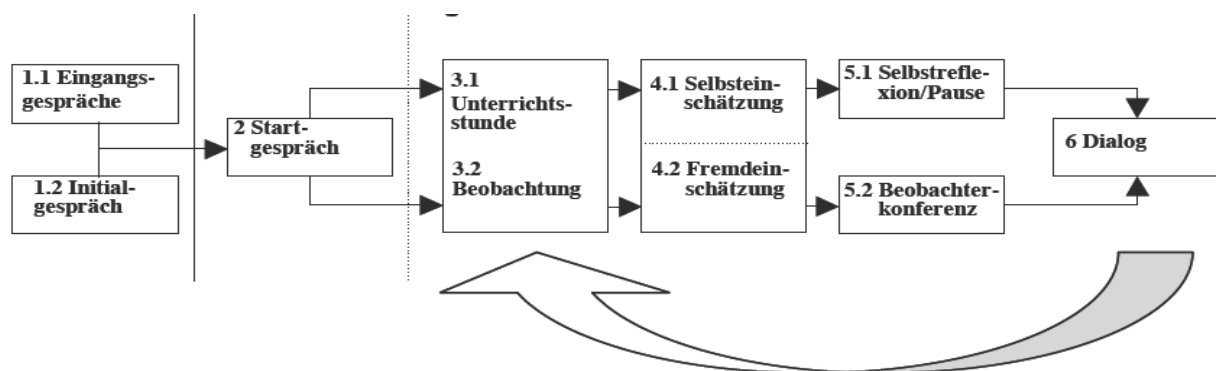 1.1 Eingangs-
gespräche
1.2 Initial-
gespräch
2 Start-
gespräch
3.1
Unterrichts-
stunde
3.2
Beobachtung
4.1 Selbstein-
schätzung
4.2 Fremdein-
schätzung
5.1 Selbstrefle-
xion/Pause
5.2 Beobachter-
konferenz
6 Dialog